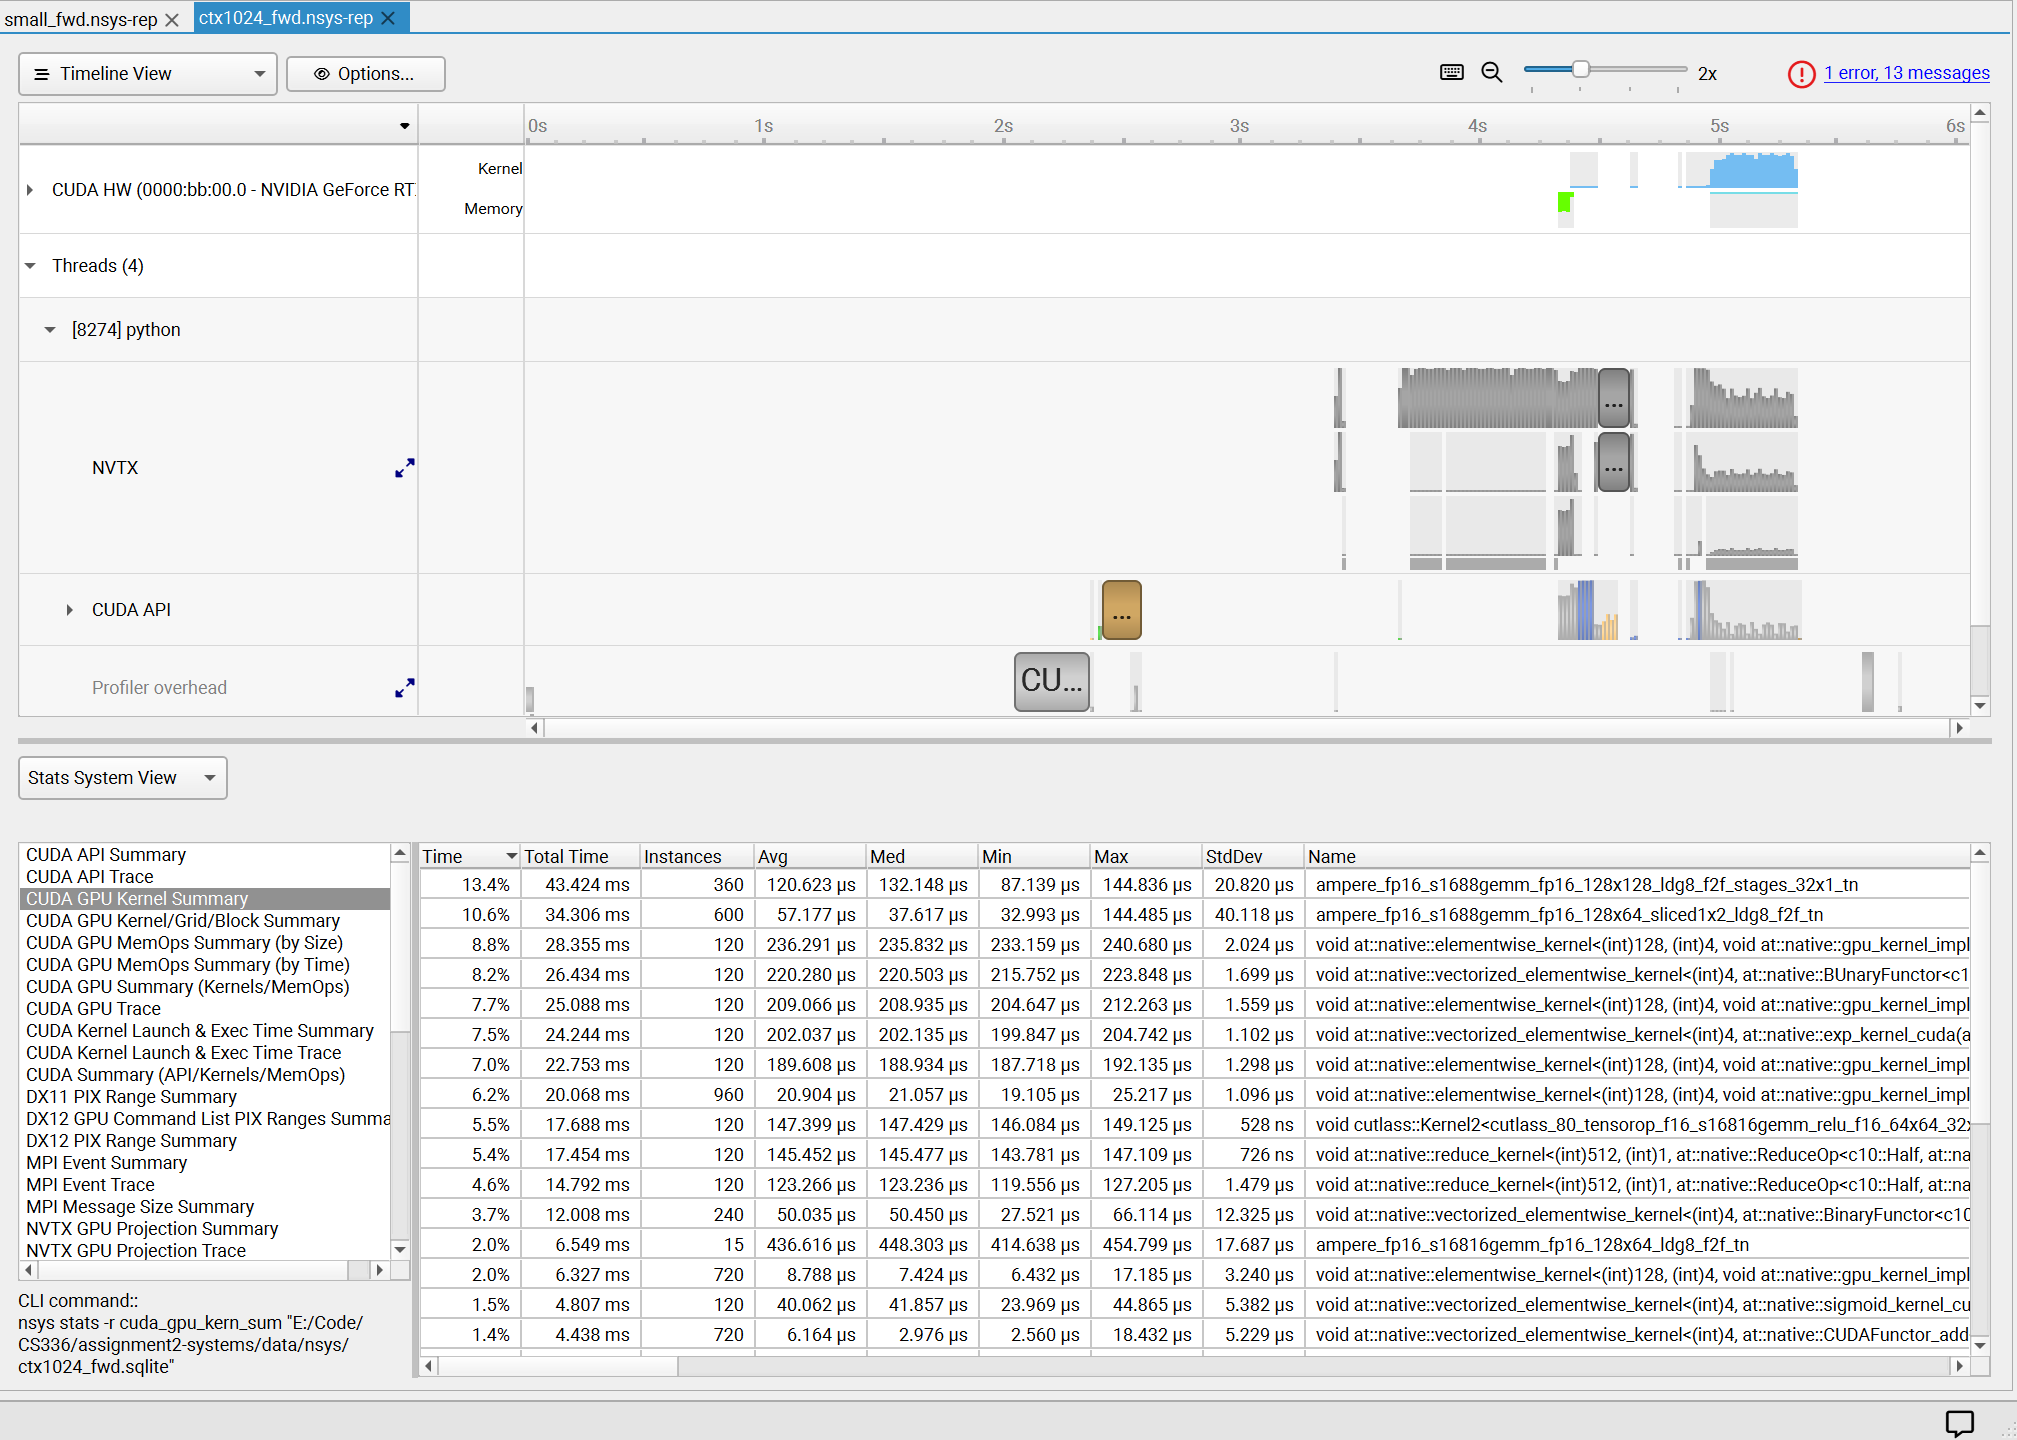 small_fwd.nsys-rep
ctx1024_fwd.nsys-rep
Timeline View
Options...
2x
1 error, 13 messages
0s 1s 2s 3s 4s 5s 6s
Kernel
CUDA HW (0000:bb:00.0 - NVIDIA GeForce RT
Memory
Threads (4)
[8274] python
...
...
NVTX
CUDA API
...
CU...
Profiler overhead
Stats System View
CUDA API Summary
CUDA API Trace
CUDA GPU Kernel Summary
CUDA GPU Kernel/Grid/Block Summary
CUDA GPU MemOps Summary (by Size)
CUDA GPU MemOps Summary (by Time)
CUDA GPU Summary (Kernels/MemOps)
CUDA GPU Trace
CUDA Kernel Launch & Exec Time Summary
CUDA Kernel Launch & Exec Time Trace
CUDA Summary (API/Kernels/MemOps)
DX11 PIX Range Summary
DX12 GPU Command List PIX Ranges Summa
DX12 PIX Range Summary
MPI Event Summary
MPI Event Trace
MPI Message Size Summary
NVTX GPU Projection Summary
NVTX GPU Projection Trace
CLI command::
nsys stats -r cuda_gpu_kern_sum "E:/Code/
CS336/assignment2-systems/data/nsys/
ctx1024_fwd.sqlite"
Time Total Time Instances Avg Med Min Max StdDev Name
13.4% 43.424 ms 360 120.623 μs 132.148 μs 87.139 μs 144.836 μs 20.820 μs ampere_fp16_s1688gemm_fp16_128x128_ldg8_f2f_stages_32x1_tn
10.6% 34.306 ms 600 57.177 μs 37.617 μs 32.993 μs 144.485 μs 40.118 μs ampere_fp16_s1688gemm_fp16_128x64_sliced1x2_ldg8_f2f_tn
8.8% 28.355 ms 120 236.291 μs 235.832 μs 233.159 μs 240.680 μs 2.024 μs void at::native::elementwise_kernel<(int)128, (int)4, void at::native::gpu_kernel_impl
8.2% 26.434 ms 120 220.280 μs 220.503 μs 215.752 μs 223.848 μs 1.699 μs void at::native::vectorized_elementwise_kernel<(int)4, at::native::BUnaryFunctor<c1
7.7% 25.088 ms 120 209.066 μs 208.935 μs 204.647 μs 212.263 μs 1.559 μs void at::native::elementwise_kernel<(int)128, (int)4, void at::native::gpu_kernel_impl
7.5% 24.244 ms 120 202.037 μs 202.135 μs 199.847 μs 204.742 μs 1.102 μs void at::native::vectorized_elementwise_kernel<(int)4, at::native::exp_kernel_cuda(a
7.0% 22.753 ms 120 189.608 μs 188.934 μs 187.718 μs 192.135 μs 1.298 μs void at::native::elementwise_kernel<(int)128, (int)4, void at::native::gpu_kernel_impl
6.2% 20.068 ms 960 20.904 μs 21.057 μs 19.105 μs 25.217 μs 1.096 μs void at::native::elementwise_kernel<(int)128, (int)4, void at::native::gpu_kernel_impl
5.5% 17.688 ms 120 147.399 μs 147.429 μs 146.084 μs 149.125 μs 528 ns void cutlass::Kernel2<cutlass_80_tensorop_f16_s16816gemm_relu_f16_64x64_32x
5.4% 17.454 ms 120 145.452 μs 145.477 μs 143.781 μs 147.109 μs 726 ns void at::native::reduce_kernel<(int)512, (int)1, at::native::ReduceOp<c10::Half, at::na
4.6% 14.792 ms 120 123.266 μs 123.236 μs 119.556 μs 127.205 μs 1.479 μs void at::native::reduce_kernel<(int)512, (int)1, at::native::ReduceOp<c10::Half, at::na
3.7% 12.008 ms 240 50.035 μs 50.450 μs 27.521 μs 66.114 μs 12.325 μs void at::native::vectorized_elementwise_kernel<(int)4, at::native::BinaryFunctor<c10
2.0% 6.549 ms 15 436.616 μs 448.303 μs 414.638 μs 454.799 μs 17.687 μs ampere_fp16_s16816gemm_fp16_128x64_ldg8_f2f_tn
2.0% 6.327 ms 720 8.788 μs 7.424 μs 6.432 μs 17.185 μs 3.240 μs void at::native::elementwise_kernel<(int)128, (int)4, void at::native::gpu_kernel_impl
1.5% 4.807 ms 120 40.062 μs 41.857 μs 23.969 μs 44.865 μs 5.382 μs void at::native::vectorized_elementwise_kernel<(int)4, at::native::sigmoid_kernel_cu
1.4% 4.438 ms 720 6.164 μs 2.976 μs 2.560 μs 18.432 μs 5.229 μs void at::native::vectorized_elementwise_kernel<(int)4, at::native::CUDAFunctor_add